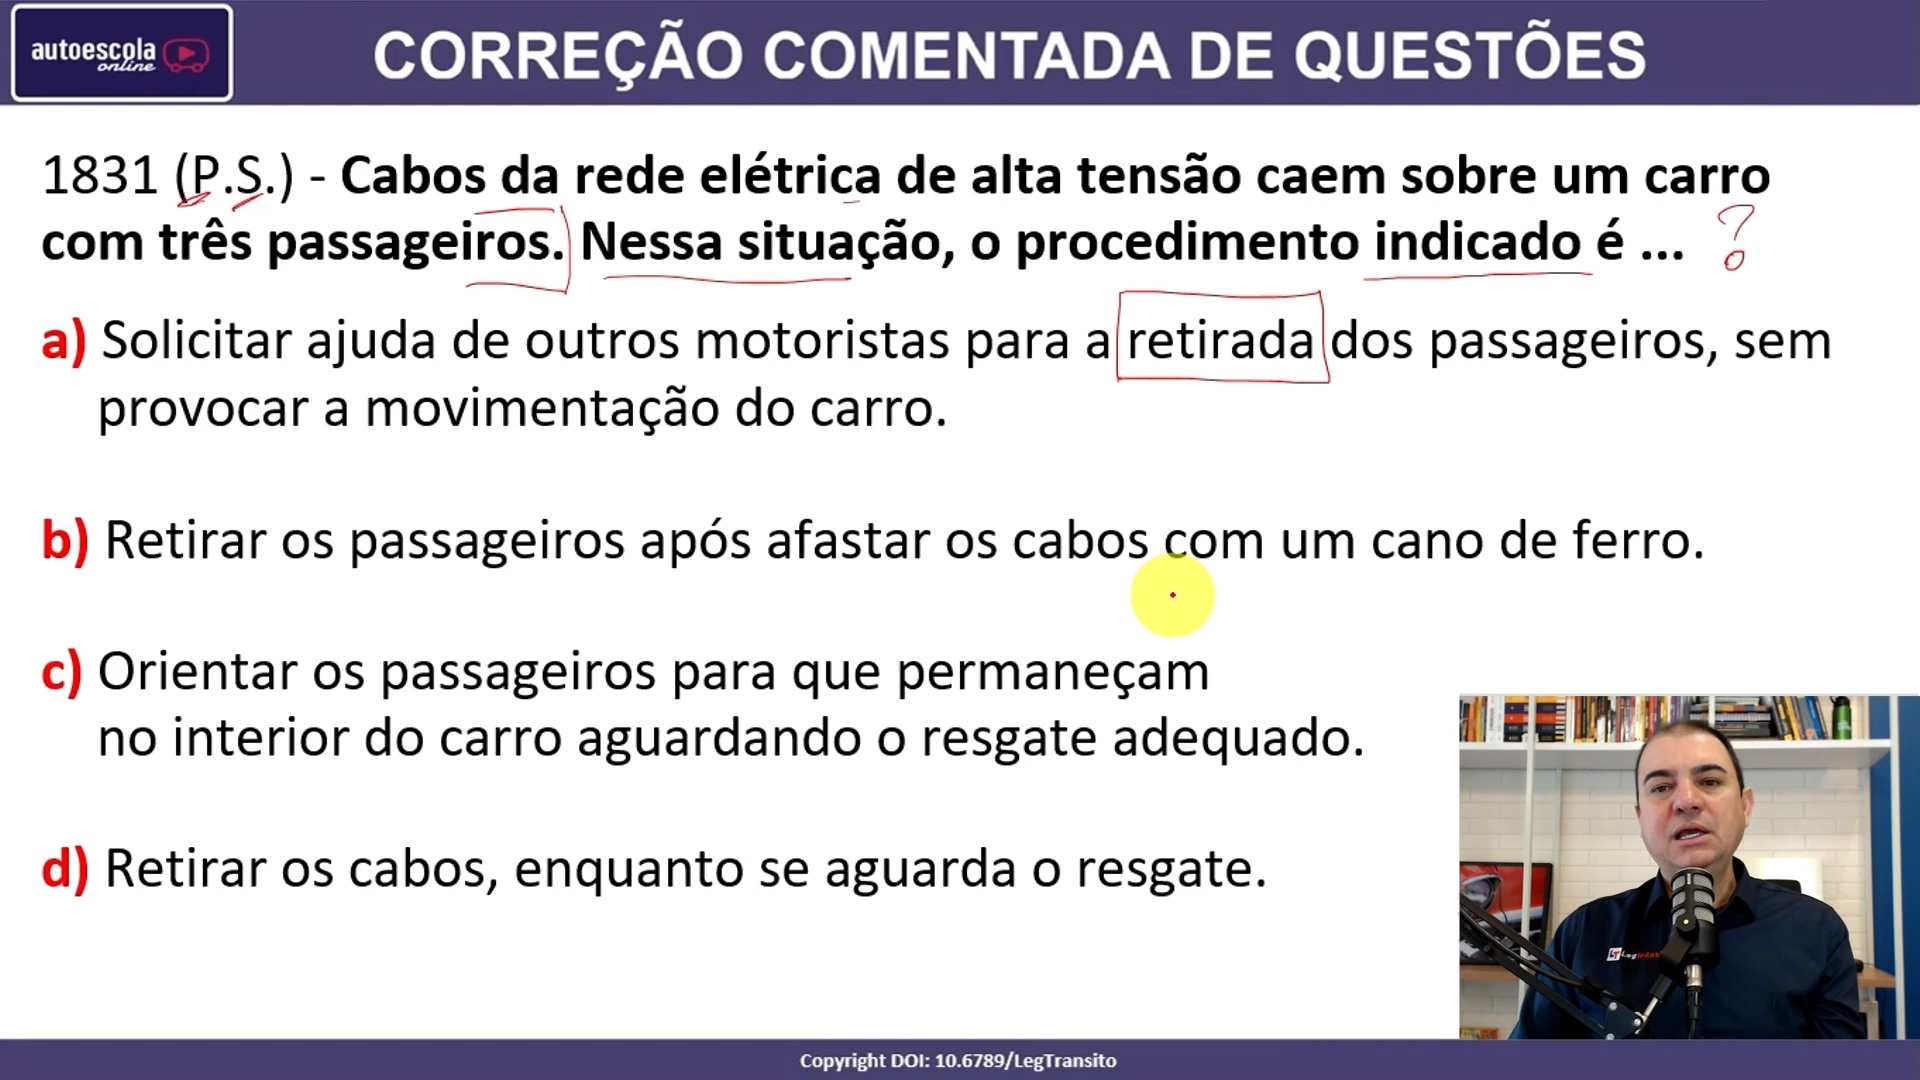 autoescola
online
CORREÇÃO COMENTADA DE QUESTÕES
1831 (P.S.) - Cabos da rede elétrica de alta tensão caem sobre um carro
com três passageiros. Nessa situação, o procedimento indicado é ... ?
a) Solicitar ajuda de outros motoristas para a retirada dos passageiros, sem
provocar a movimentação do carro.
b) Retirar os passageiros após afastar os cabos com um cano de ferro.
c) Orientar os passageiros para que permaneçam
no interior do carro aguardando o resgate adequado.
d) Retirar os cabos, enquanto se aguarda o resgate.
LT Legtrânsito
Copyright DOI: 10.6789/LegTransito